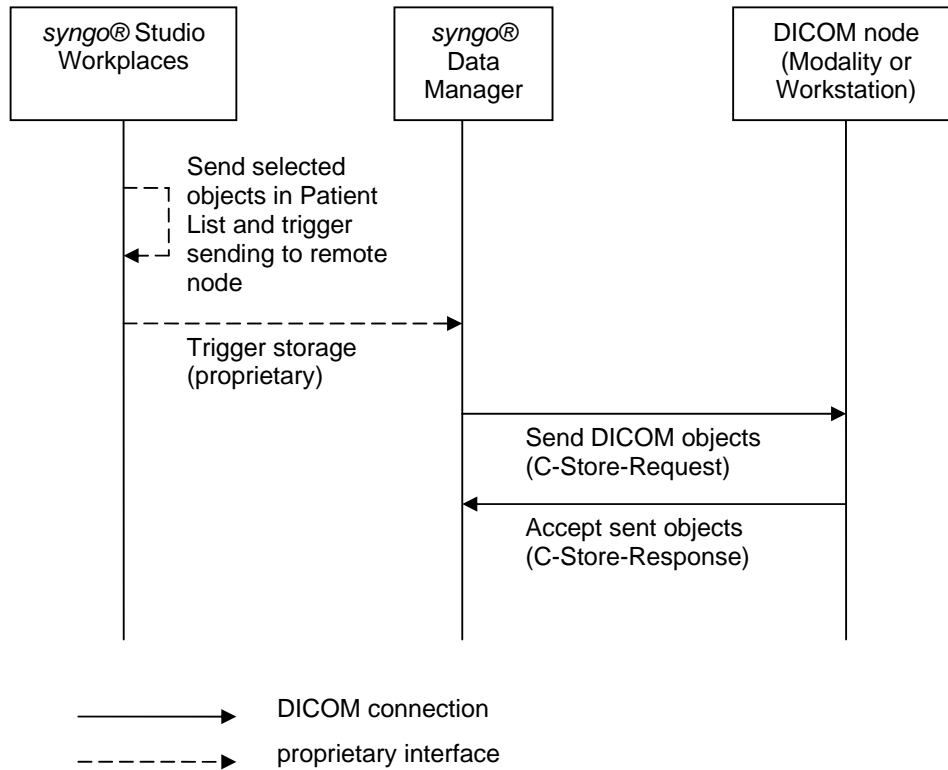 syngo® Studio
Workplaces
syngo®
Data
Manager
DICOM node
(Modality or
Workstation)
Send selected
objects in Patient
List and trigger
sending to remote
node
Trigger storage
(proprietary)
Send DICOM objects
(C-Store-Request)
Accept sent objects
(C-Store-Response)
DICOM connection
proprietary interface